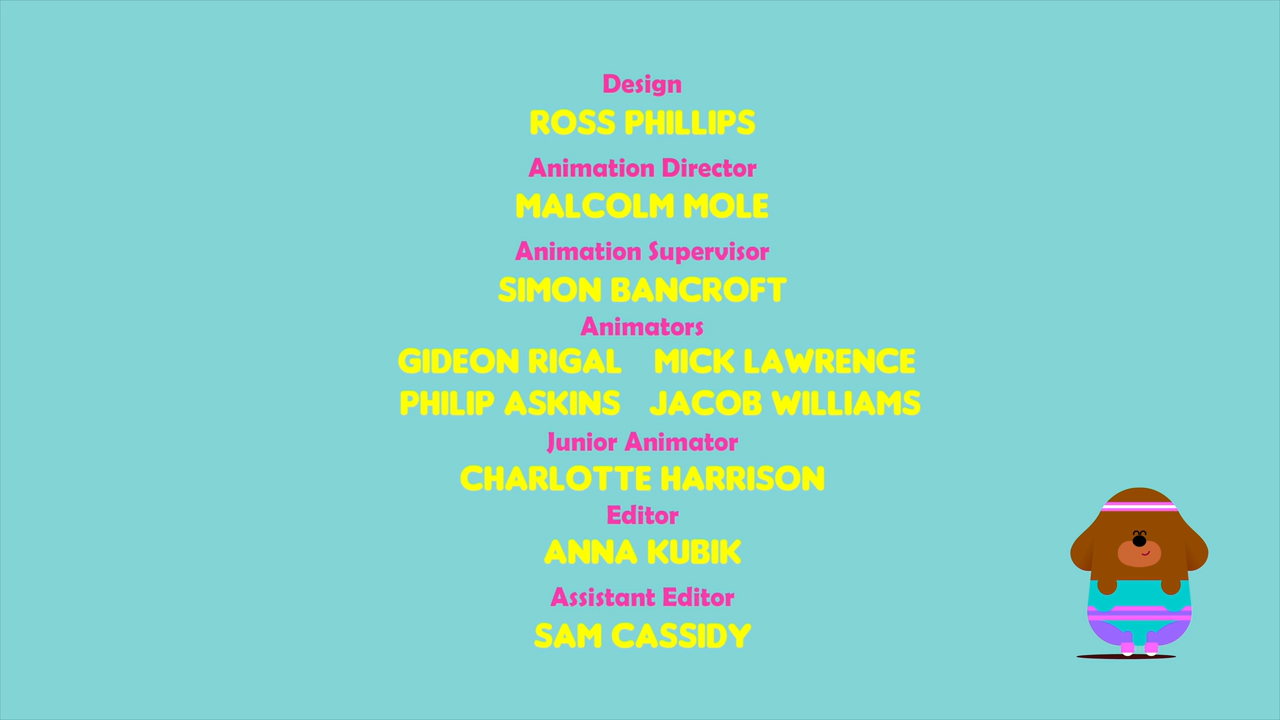 Design
ROSS PHILLIPS
Animation Director
MALCOLM MOLE
Animation Supervisor
SIMON BANCROFT
Animators
GIDEON RIGAL MICK LAWRENCE
PHILIP ASKINS JACOB WILLIAMS
Junior Animator
CHARLOTTE HARRISON
Editor
ANNA KUBIK
Assistant Editor
SAM CASSIDY